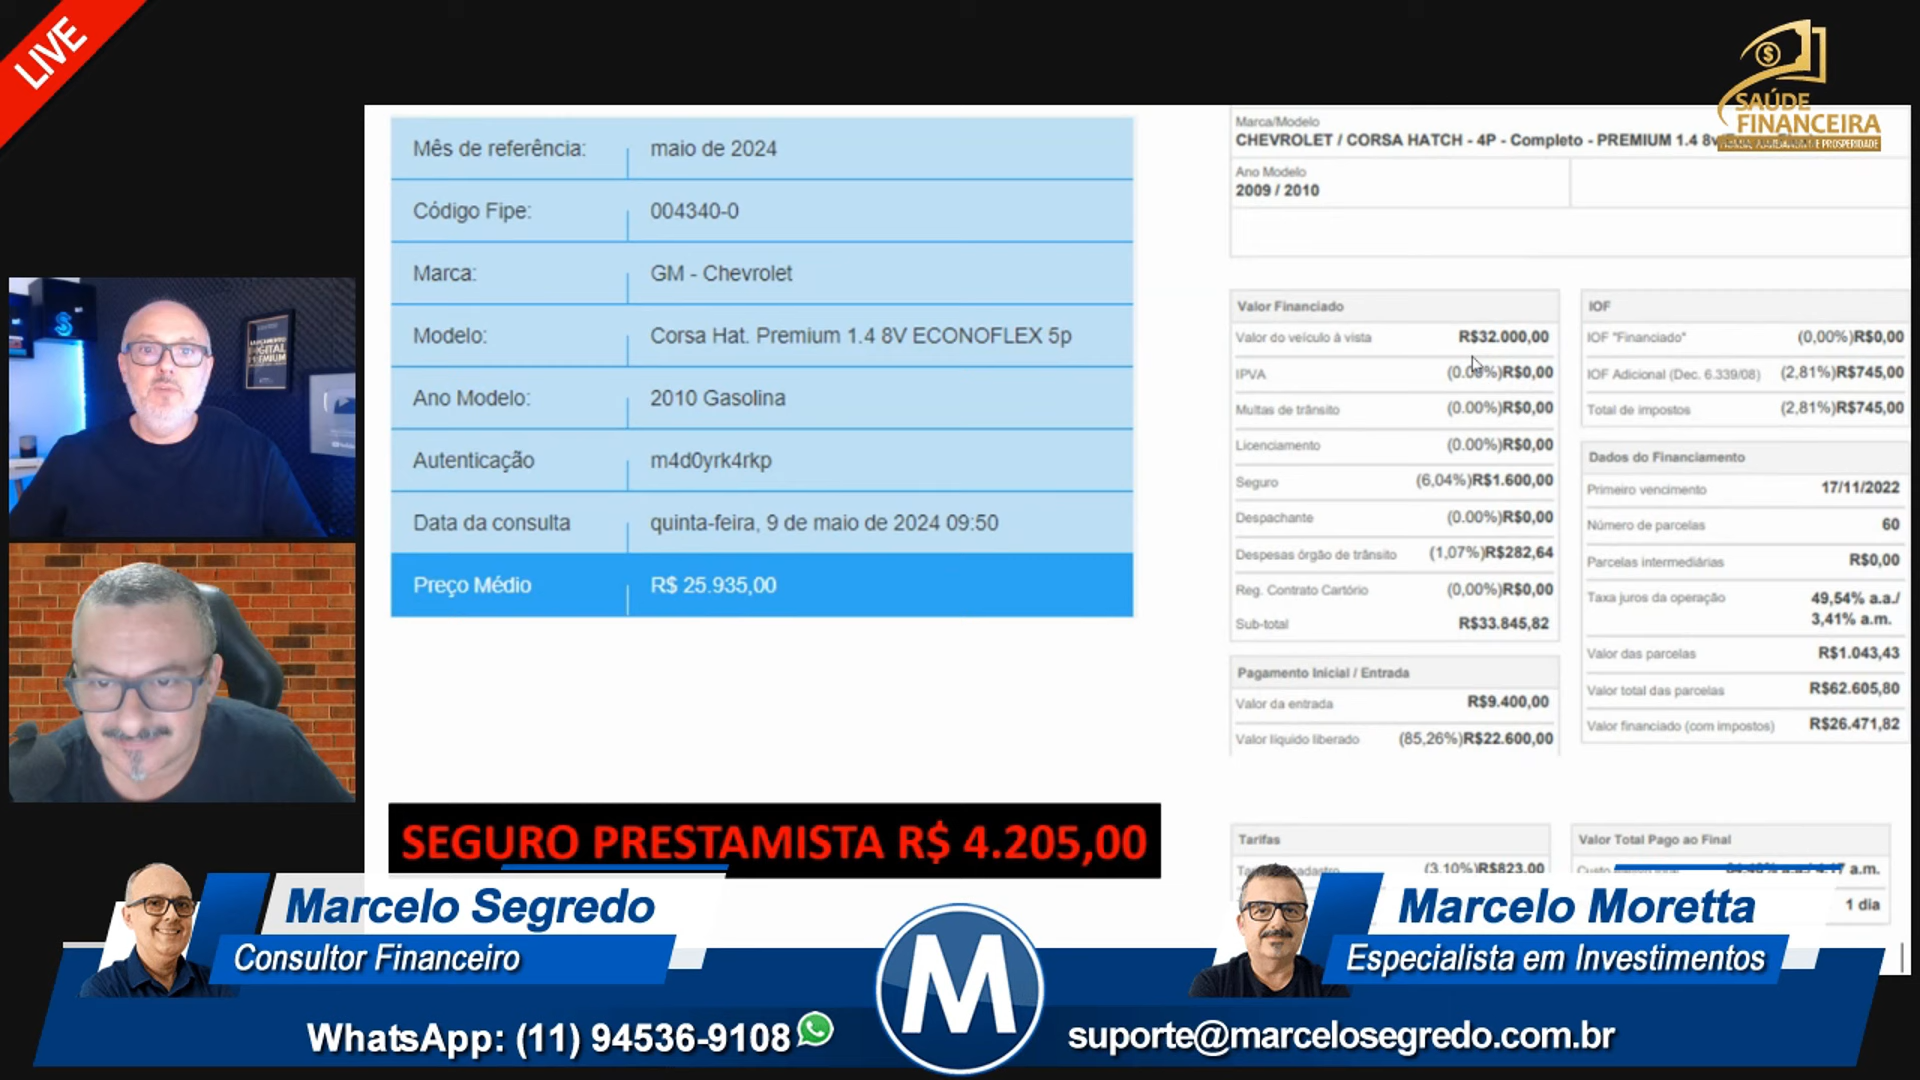 LIVE
SAÚDE
FINANCEIRA
Mês de referência: maio de 2024
Código Fipe: 004340-0
Marca: GM - Chevrolet
Modelo: Corsa Hat. Premium 1.4 8V ECONOFLEX 5p
Ano Modelo: 2010 Gasolina
Autenticação m4d0yrk4rkp
Data da consulta quinta-feira, 9 de maio de 2024 09:50
Preço Médio R$ 25.935,00
Marca/Modelo
CHEVROLET / CORSA HATCH - 4P - Completo - PREMIUM 1.4 8v
Ano Modelo
2009 / 2010
Valor Financiado
Valor do veículo à vista R$32.000,00
IPVA (0.00%)R$0,00
Multas de trânsito (0.00%)R$0,00
Licenciamento (0.00%)R$0,00
Seguro (6,04%)R$1.600,00
Despachante (0.00%)R$0,00
Despesas órgão de trânsito (1,07%)R$282,64
Reg. Contrato Cartório (0,00%)R$0,00
Sub-total R$33.845,82
Pagamento Inicial / Entrada
Valor da entrada R$9.400,00
Valor líquido liberado (85,26%)R$22.600,00
IOF
IOF "Financiado" (0,00%)R$0,00
IOF Adicional (Dec. 6.339/08) (2,81%)R$745,00
Total de impostos (2,81%)R$745,00
Dados do Financiamento
Primeiro vencimento 17/11/2022
Número de parcelas 60
Parcelas intermediárias R$0,00
Taxa juros da operação 49,54% a.a./
3,41% a.m.
Valor das parcelas R$1.043,43
Valor total das parcelas R$62.605,80
Valor financiado (com impostos) R$26.471,82
SEGURO PRESTAMISTA R$ 4.205,00
Tarifas
(3,10%)R$823,00
Valor Total Pago ao Final
a.m.
1 dia
Marcelo Segredo
Consultor Financeiro
M
Marcelo Moretta
Especialista em Investimentos
WhatsApp: (11) 94536-9108
suporte@marcelosegredo.com.br